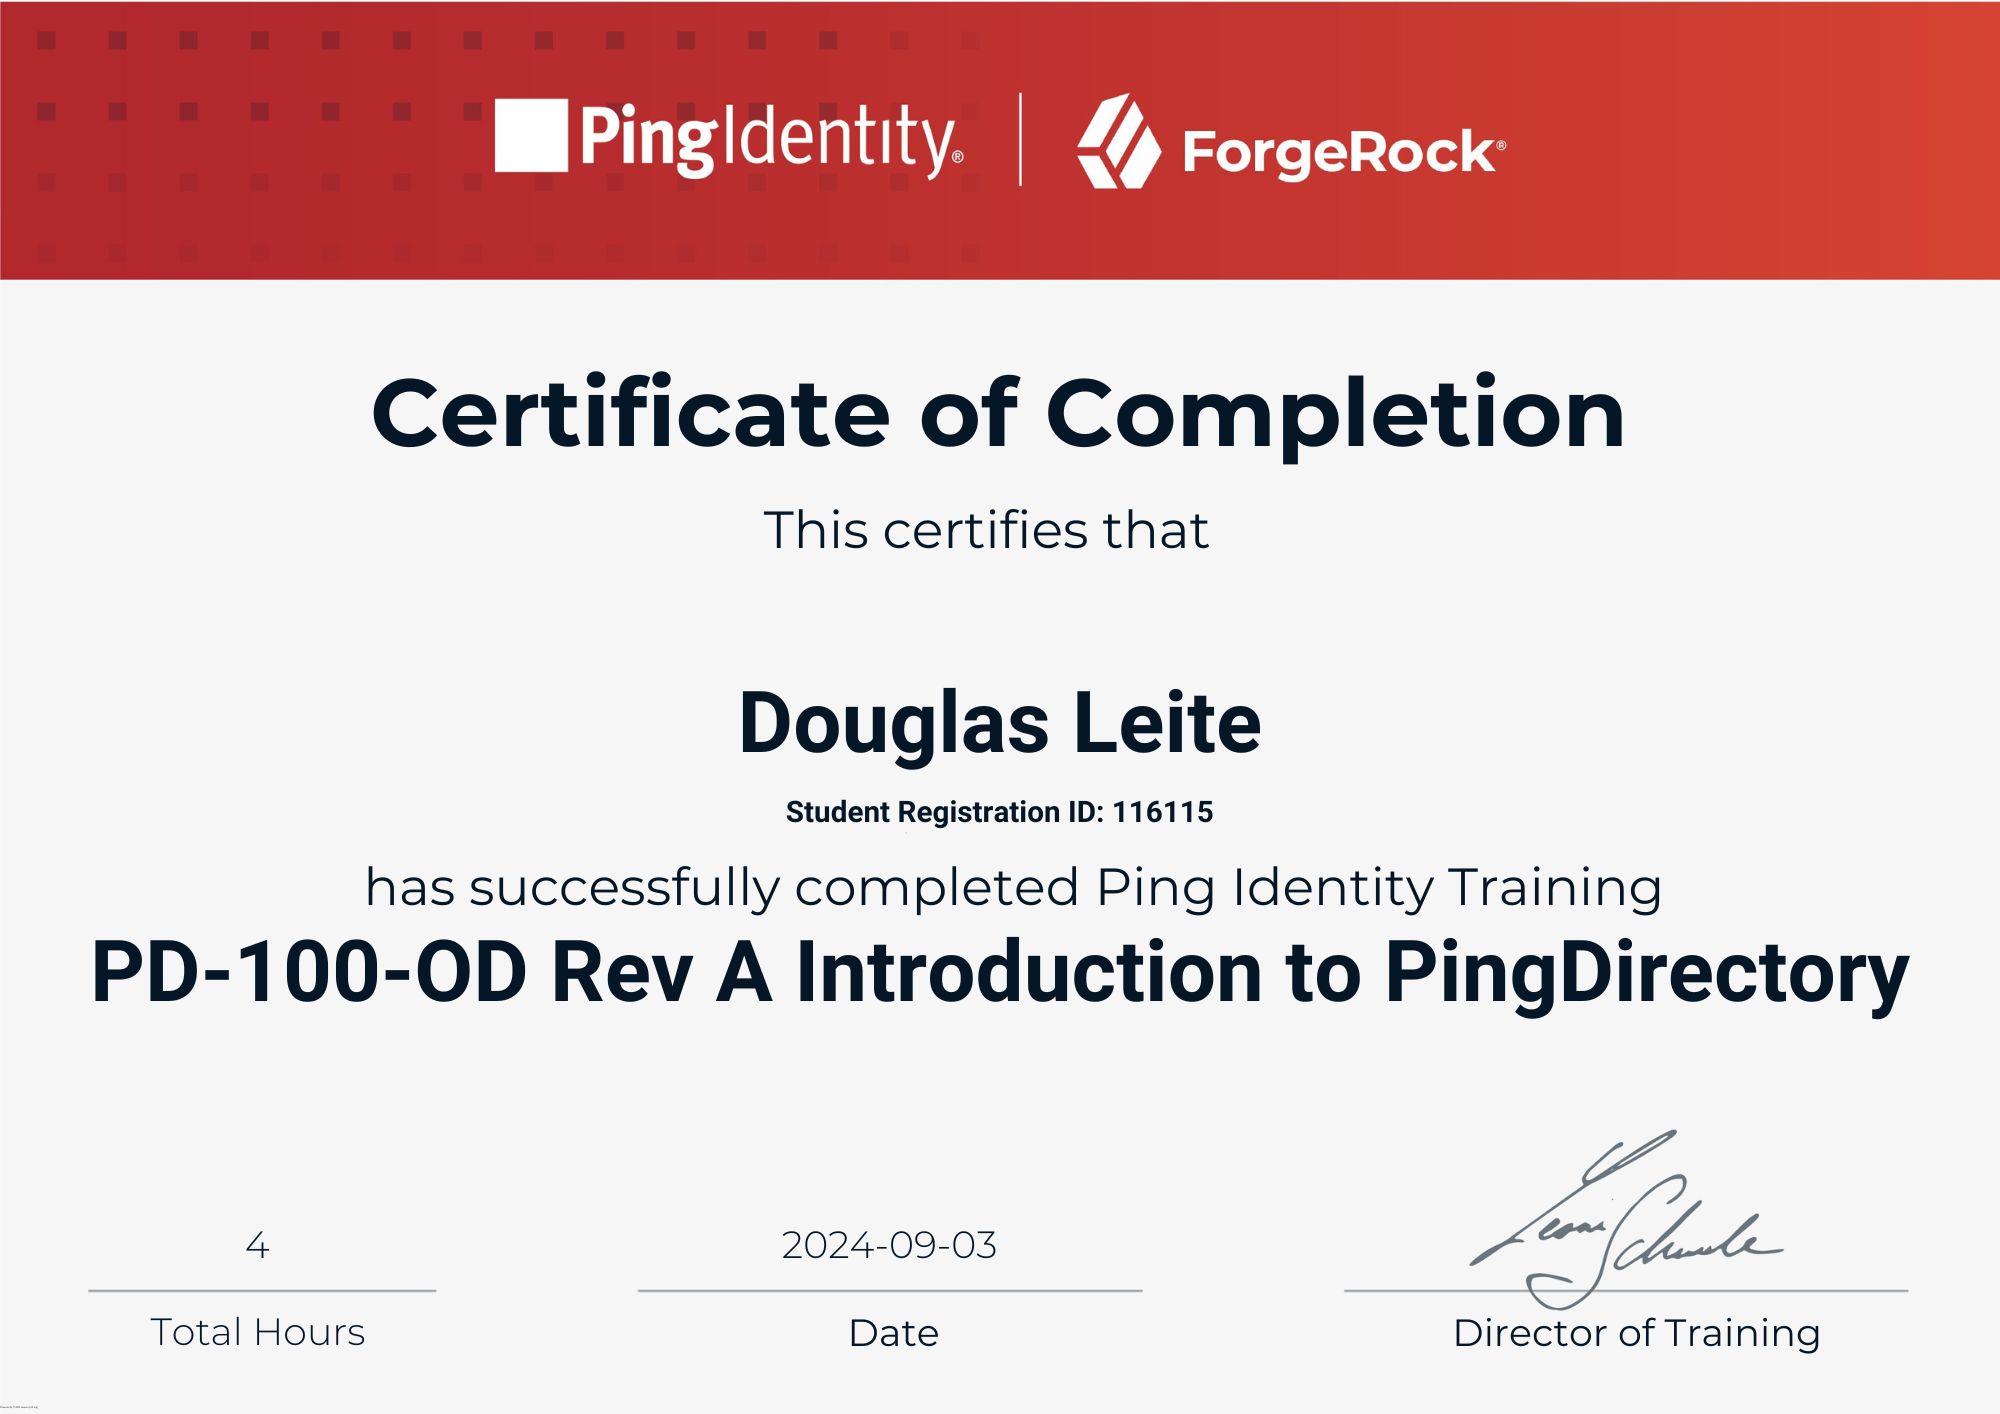 PingIdentity®
ForgeRock®
Certificate of Completion
This certifies that
Douglas Leite
Student Registration ID: 116115
has successfully completed Ping Identity Training
PD-100-OD Rev A Introduction to PingDirectory
4
2024-09-03
Total Hours
Date
Director of Training